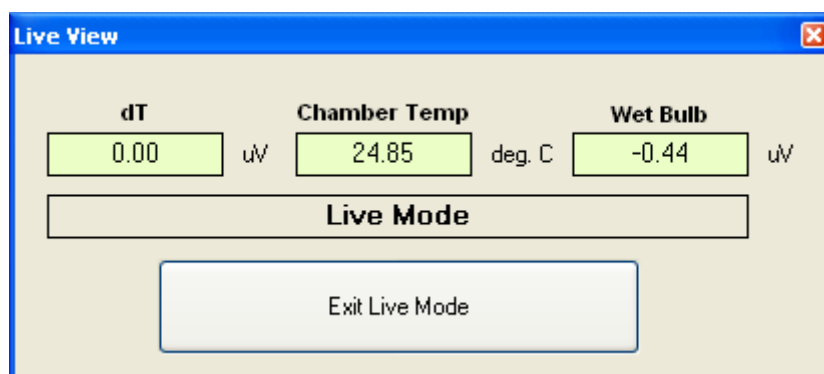 Live View
dT Chamber Temp Wet Bulb
0.00 uV 24.85 deg. C -0.44 uV
Live Mode
Exit Live Mode